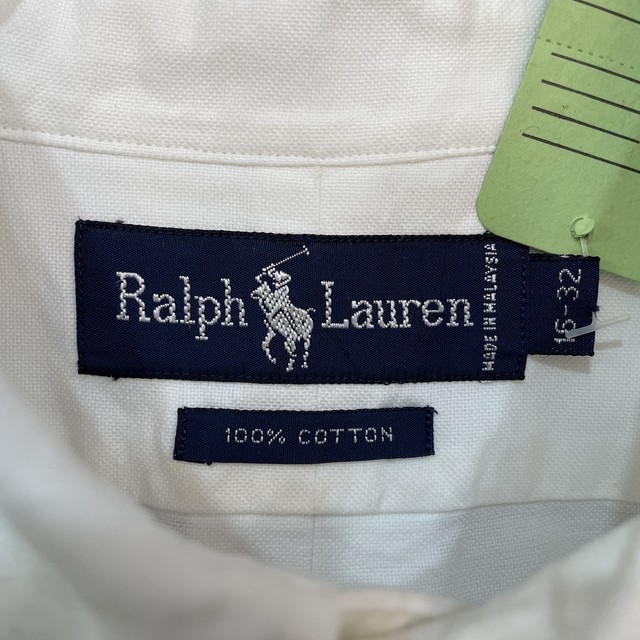 Ralph Lauren
MADE IN MALAYSIA
16-32
100% COTTON